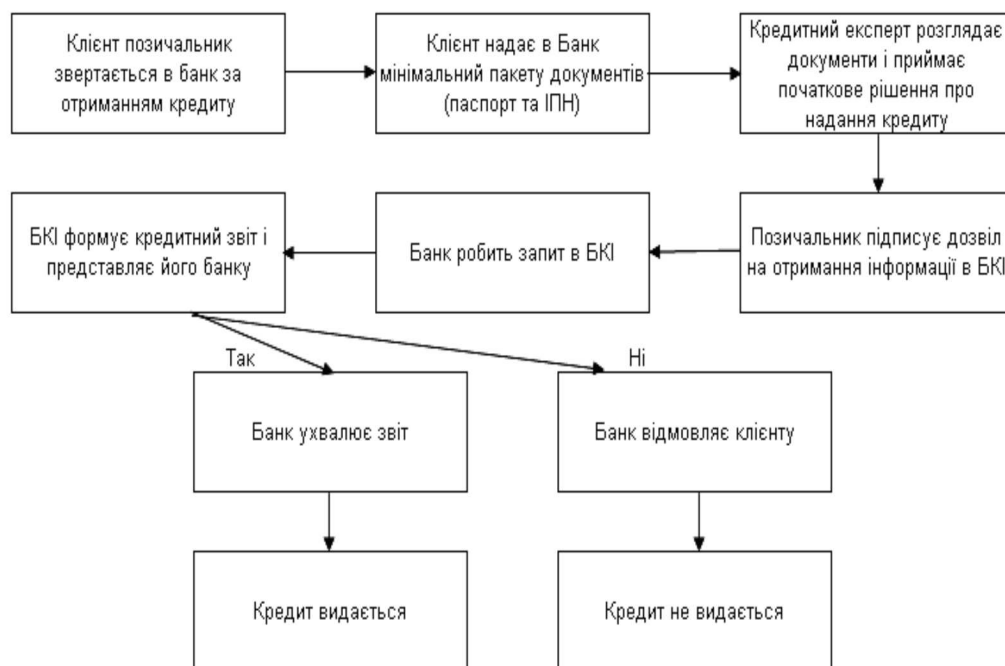 Клієнт позичальник
звертається в банк за
отриманням кредиту
Клієнт надає в Банк
мінімальний пакету документів
(паспорт та ІПН)
Кредитний експерт розглядає
документи і приймає
початкове рішення про
надання кредиту
БКІ формує кредитний звіт і
представляє його банку
Банк робить запит в БКІ
Позичальник підписує дозвіл
на отримання інформації в БКІ
Так
Ні
Банк ухвалює звіт
Банк відмовляє клієнту
Кредит видається
Кредит не видається